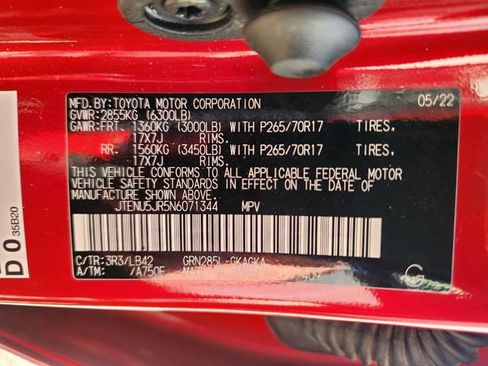 MFD.BY:TOYOTA MOTOR CORPORATION 05/22
GVWR:2855KG (6300LB)
GAWR:FRT. 1360KG (3000LB) WITH P265/70R17 TIRES.
17X7J RIMS.
RR. 1560KG (3450LB) WITH P265/70R17 TIRES.
17X7J RIMS.
THIS VEHICLE CONFORMS TO ALL APPLICABLE FEDERAL MOTOR
VEHICLE SAFETY STANDARDS IN EFFECT ON THE DATE OF
MANUFACTURE SHOWN ABOVE.
JTENU5JR5N6071344 MPV
C/TR:3R3/LB42 GRN285L-GKAGKA
A/TM: /A750F
G
D0 35B20